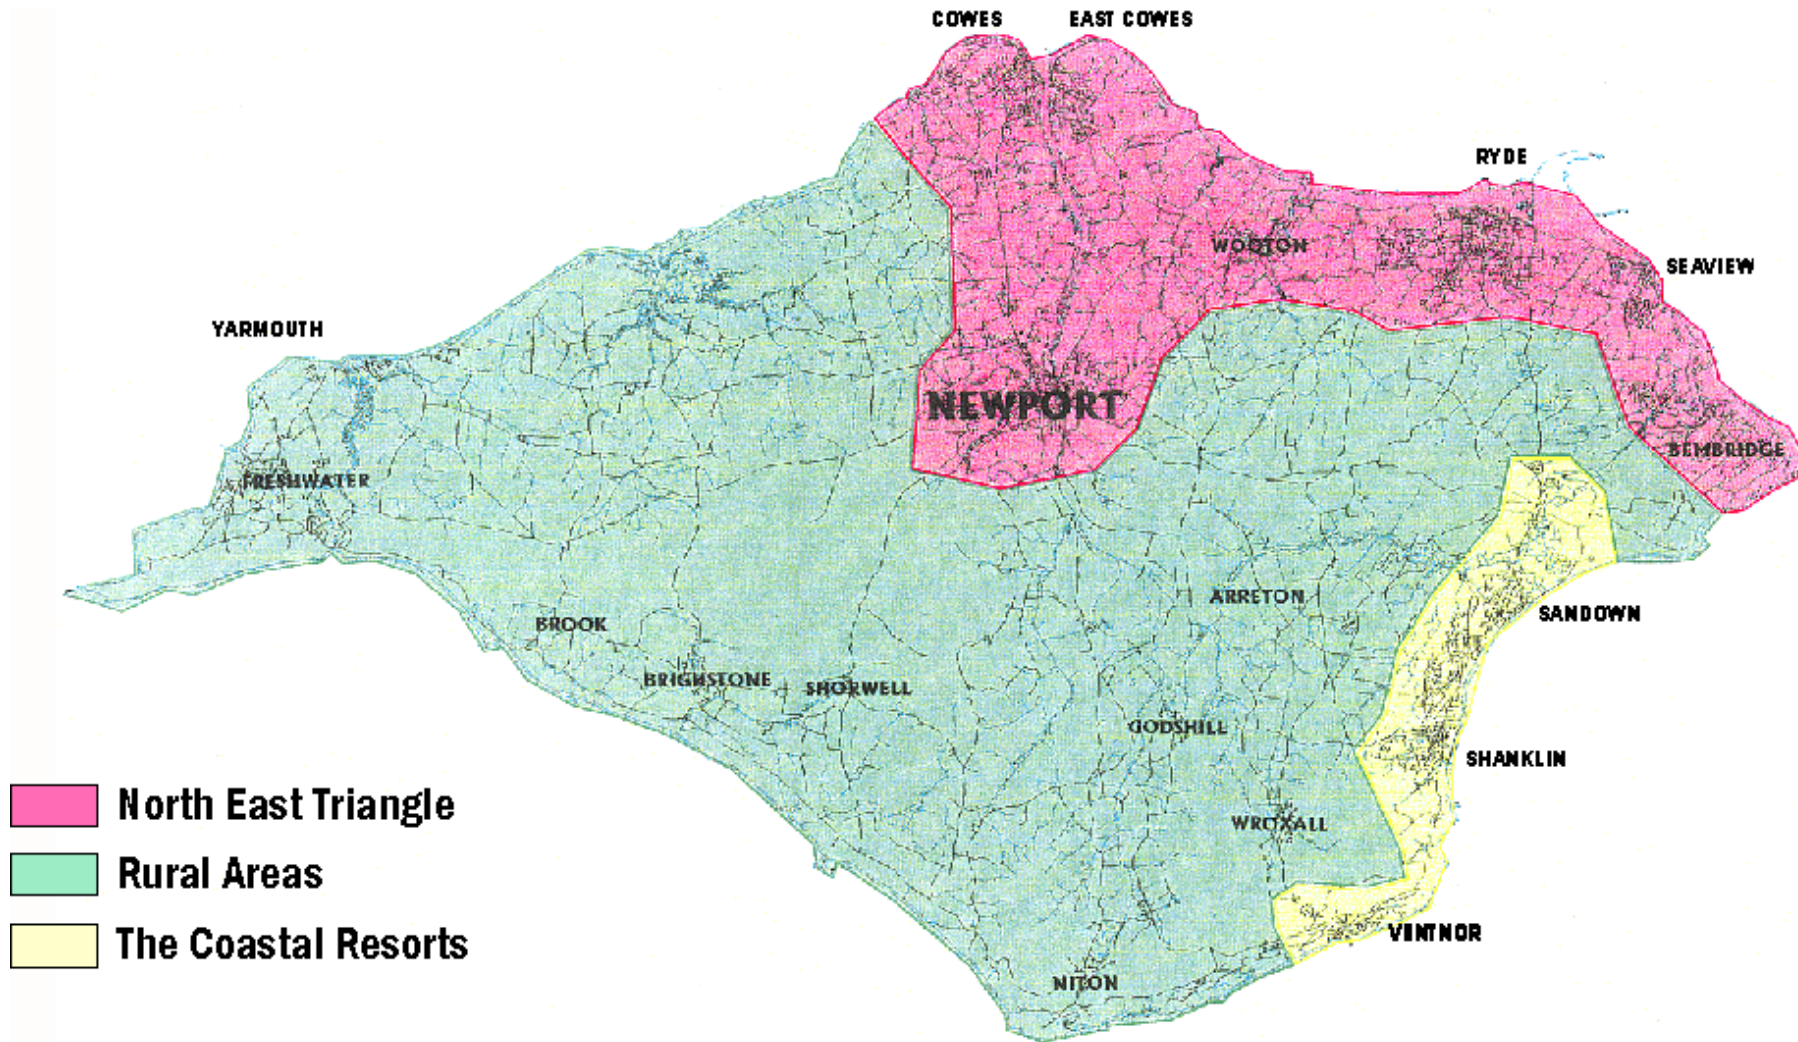 COWES
EAST COWES
RYDE
WOOTON
SEAVIEW
YARMOUTH
NEWPORT
BEMBRIDGE
FRESHWATER
ARRETON
SANDOWN
BROOK
BRIGHSTONE
SHORWELL
GODSHILL
SHANKLIN
WROXALL
VENTNOR
NITON
North East Triangle
Rural Areas
The Coastal Resorts